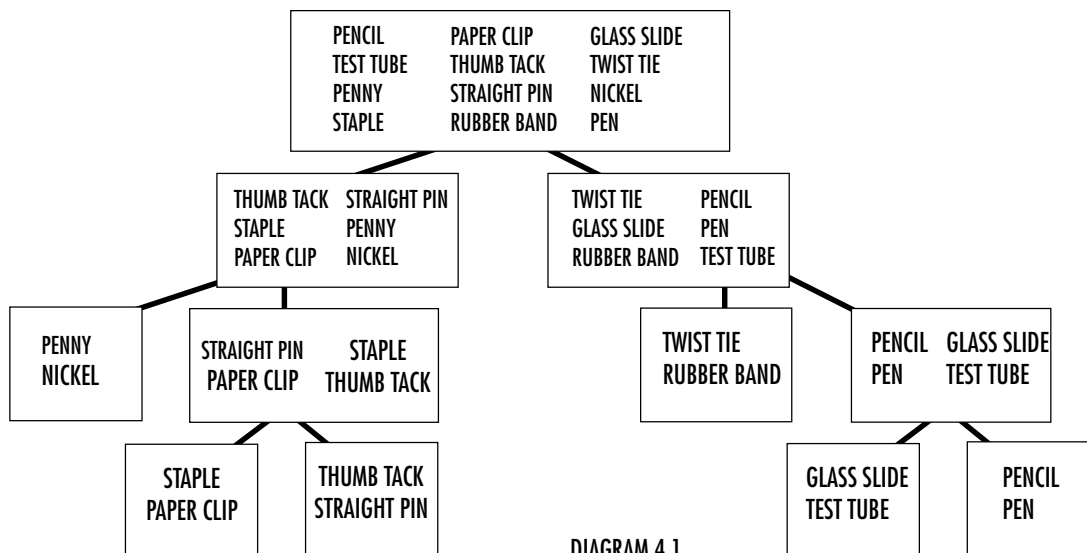 PENCIL PAPER CLIP GLASS SLIDE
TEST TUBE THUMB TACK TWIST TIE
PENNY STRAIGHT PIN NICKEL
STAPLE RUBBER BAND PEN
THUMB TACK STRAIGHT PIN
STAPLE PENNY
PAPER CLIP NICKEL
TWIST TIE PENCIL
GLASS SLIDE PEN
RUBBER BAND TEST TUBE
PENNY
NICKEL
STRAIGHT PIN STAPLE
PAPER CLIP THUMB TACK
TWIST TIE
RUBBER BAND
PENCIL GLASS SLIDE
PEN TEST TUBE
STAPLE
PAPER CLIP
THUMB TACK
STRAIGHT PIN
GLASS SLIDE
TEST TUBE
PENCIL
PEN
DIAGRAM 4.1